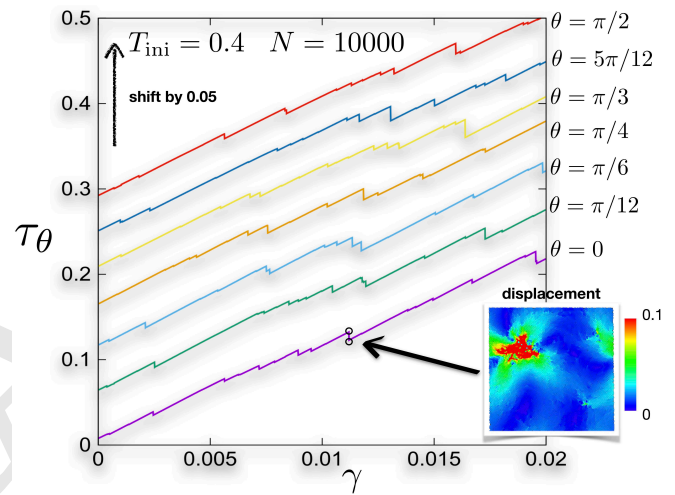 0.5
T_ini = 0.4 N = 10000
shift by 0.05
0.4
0.3
0.2
0.1
0
τ_θ
0 0.005 0.01 0.015 0.02
γ
θ = π/2
θ = 5π/12
θ = π/3
θ = π/4
θ = π/6
θ = π/12
θ = 0
displacement
0.1
0